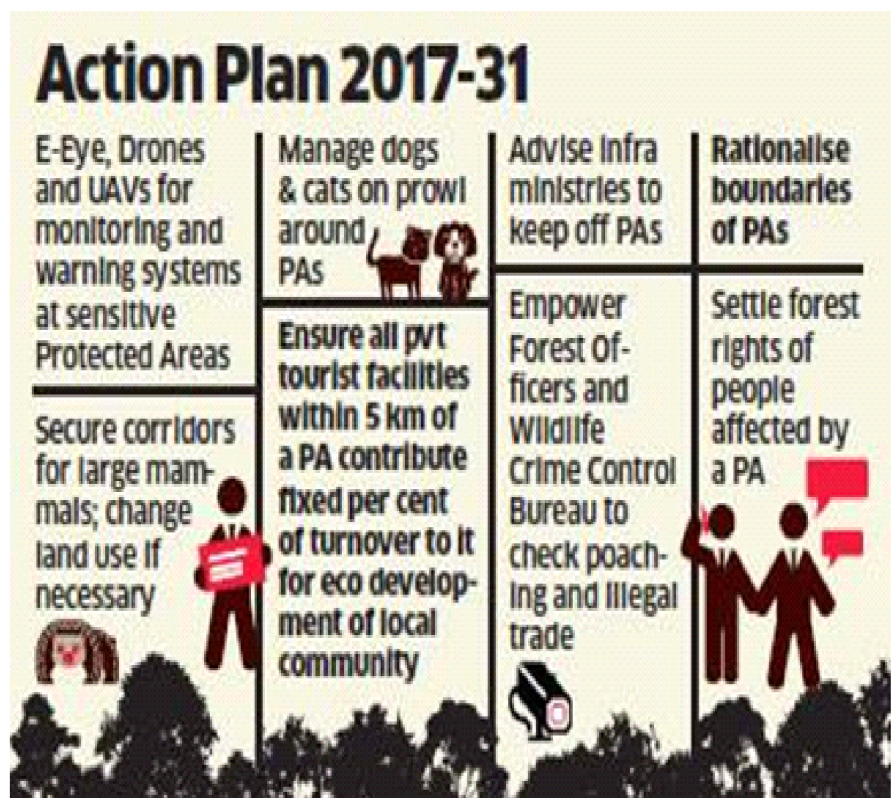 Action Plan 2017-31
E-Eye, Drones
and UAVs for
monitoring and
warning systems
at sensitive
Protected Areas
Secure corridors
for large mam-
mals; change
land use if
necessary
Manage dogs
& cats on prowl
around
PAs
Ensure all pvt
tourist facilities
within 5 km of
a PA contribute
fixed per cent
of turnover to it
for eco develop-
ment of local
community
Advise infra
ministries to
keep off PAs
Empower
Forest Of-
ficers and
Wildlife
Crime Control
Bureau to
check poach-
ing and illegal
trade
Rationalise
boundaries
of PAs
Settle forest
rights of
people
affected by
a PA